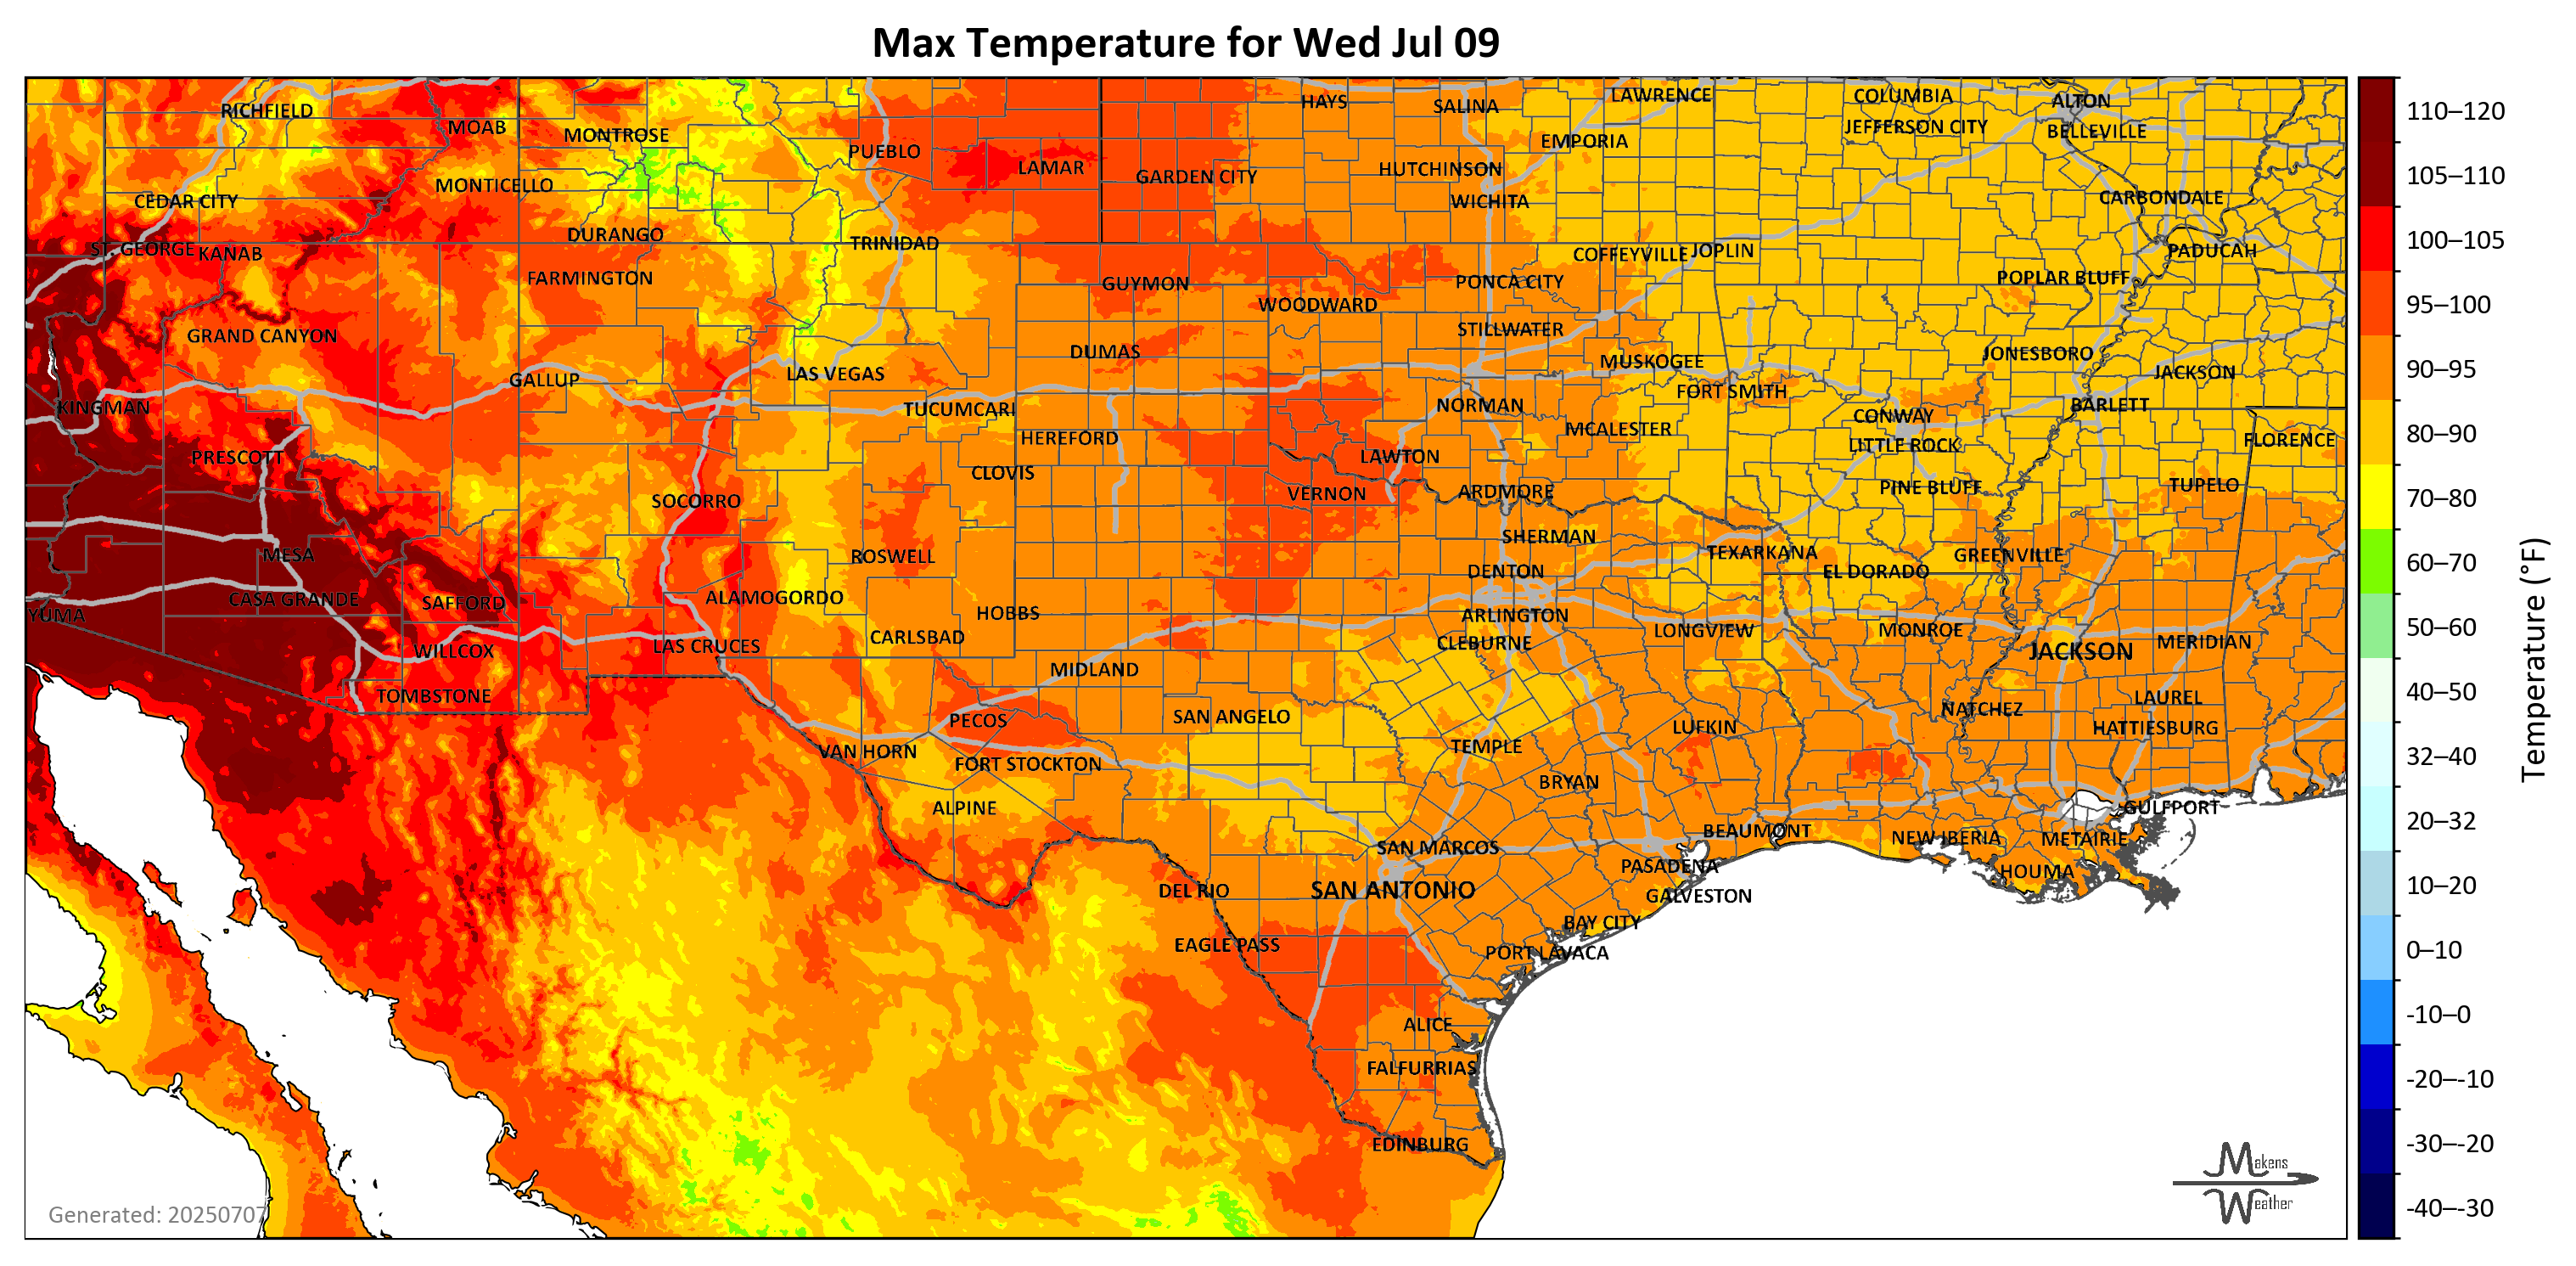 Max Temperature for Wed Jul 09
RICHFIELD
MOAB
MONTROSE
PUEBLO
LAMAR
HAYS
SALINA
LAWRENCE
COLUMBIA
ALTON
GARDEN CITY
HUTCHINSON
EMPORIA
JEFFERSON CITY
BELLEVILLE
CEDAR CITY
MONTICELLO
WICHITA
CARBONDALE
ST. GEORGE
KANAB
DURANGO
TRINIDAD
COFFEYVILLE
JOPLIN
PADUCAH
FARMINGTON
GUYMON
WOODWARD
PONCA CITY
POPLAR BLUFF
GRAND CANYON
DUMAS
STILLWATER
MUSKOGEE
JONESBORO
GALLUP
LAS VEGAS
FORT SMITH
JACKSON
KINGMAN
TUCUMCARI
NORMAN
CONWAY
BARLETT
PRESCOTT
HEREFORD
LAWTON
MCALESTER
LITTLE ROCK
FLORENCE
SOCORRO
CLOVIS
VERNON
ARDMORE
PINE BLUFF
TUPELO
MESA
ROSWELL
SHERMAN
TEXARKANA
GREENVILLE
CASA GRANDE
SAFFORD
ALAMOGORDO
DENTON
EL DORADO
YUMA
HOBBS
ARLINGTON
WILLCOX
LAS CRUCES
CARLSBAD
CLEBURNE
LONGVIEW
MONROE
JACKSON
MERIDIAN
TOMBSTONE
MIDLAND
LAUREL
PECOS
SAN ANGELO
LUFKIN
NATCHEZ
HATTIESBURG
VAN HORN
FORT STOCKTON
TEMPLE
BRYAN
ALPINE
GULFPORT
SAN MARCOS
BEAUMONT
NEW IBERIA
METAIRIE
DEL RIO
SAN ANTONIO
PASADENA
HOUMA
GALVESTON
EAGLE PASS
BAY CITY
PORT LAVACA
ALICE
FALFURRIAS
EDINBURG
Generated: 20250707
Makens
Weather
110–120
105–110
100–105
95–100
90–95
80–90
70–80
60–70
50–60
40–50
32–40
20–32
10–20
0–10
-10–0
-20–-10
-30–-20
-40–-30
Temperature (°F)